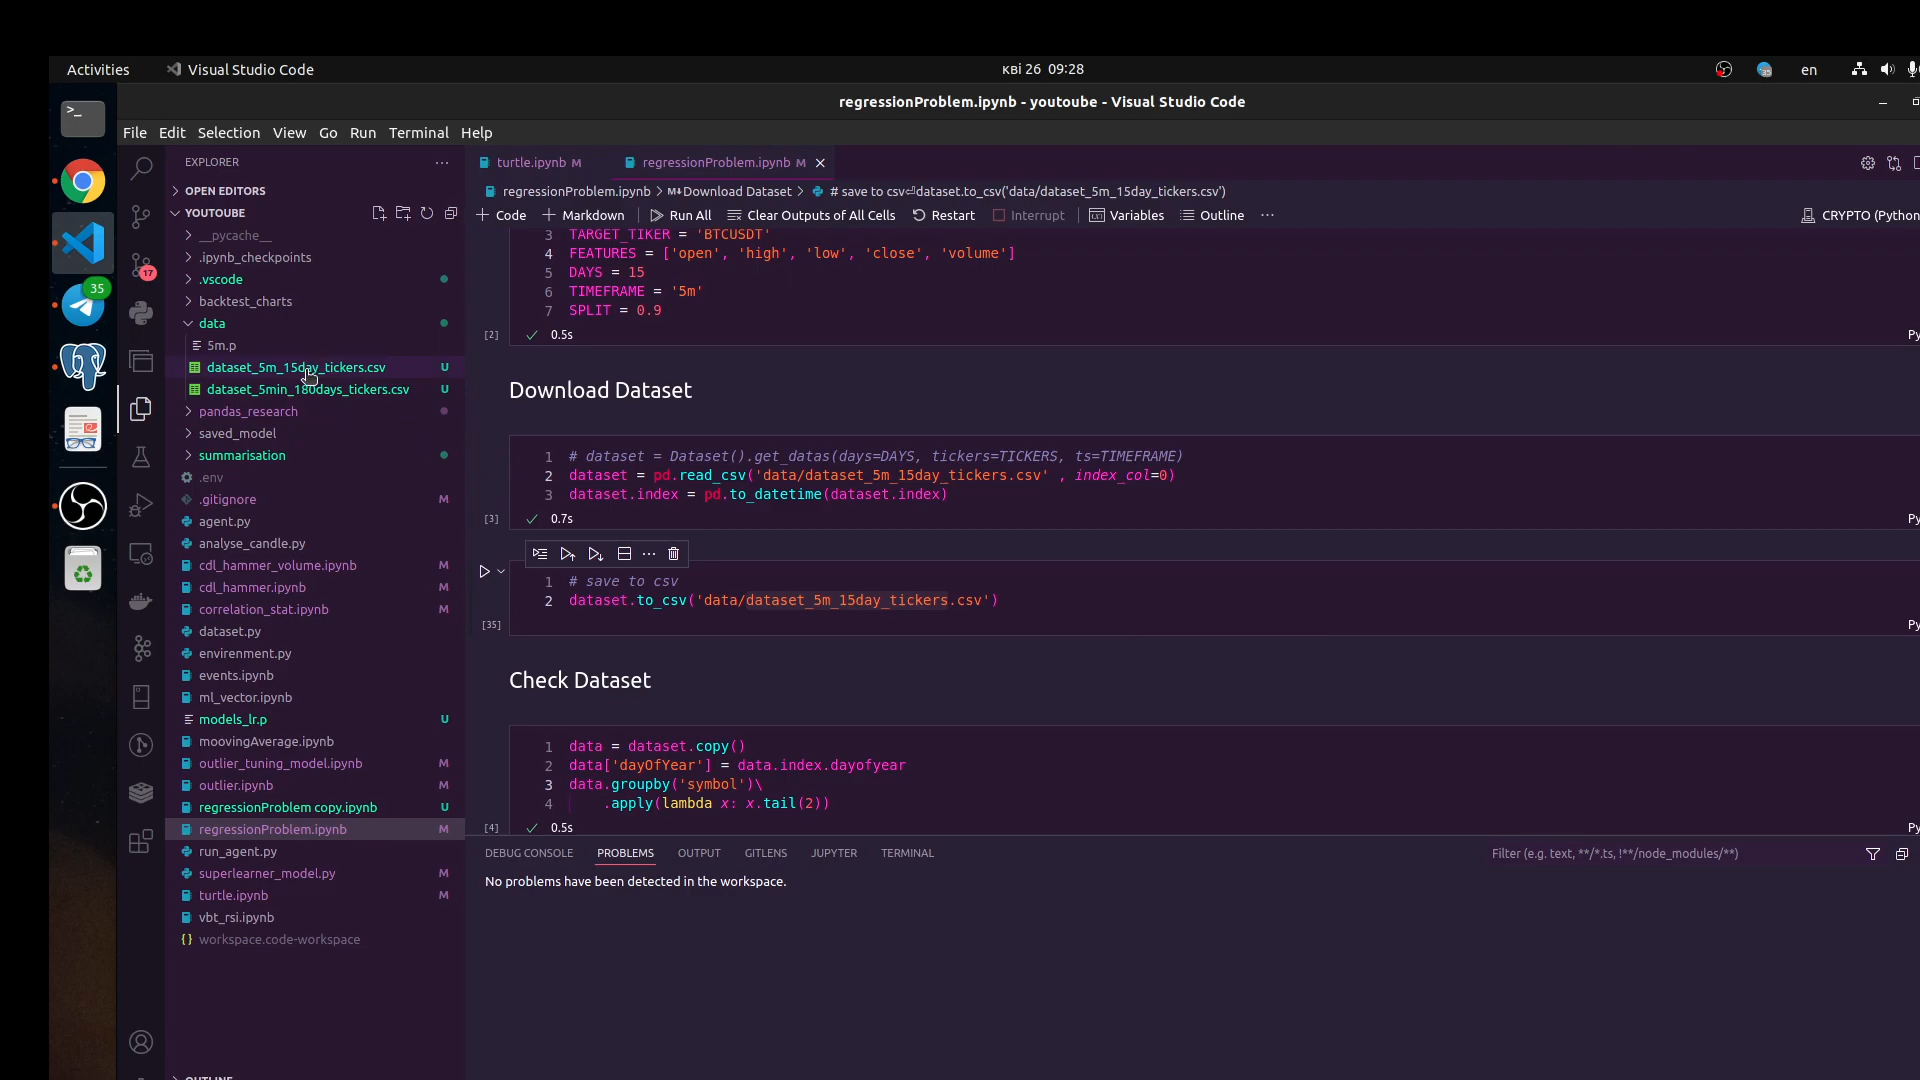 Activities
Visual Studio Code
кві 26 09:28
35
en
regressionProblem.ipynb - youtoube - Visual Studio Code
File Edit Selection View Go Run Terminal Help
>_
35
17
EXPLORER
OPEN EDITORS
YOUTOUBE
__pycache__
.ipynb_checkpoints
.vscode
backtest_charts
data
5m.p
dataset_5m_15day_tickers.csv U
dataset_5min_180days_tickers.csv U
pandas_research
saved_model
summarisation
.env
.gitignore M
agent.py
analyse_candle.py
cdl_hammer_volume.ipynb M
cdl_hammer.ipynb M
correlation_stat.ipynb M
dataset.py
envirenment.py
events.ipynb
ml_vector.ipynb
models_lr.p U
moovingAverage.ipynb
outlier_tuning_model.ipynb M
outlier.ipynb M
regressionProblem copy.ipynb U
regressionProblem.ipynb M
run_agent.py
superlearner_model.py M
turtle.ipynb M
vbt_rsi.ipynb
{} workspace.code-workspace
OUTLINE
turtle.ipynb M
regressionProblem.ipynb M
regressionProblem.ipynb > M↓Download Dataset > # save to csv⏎dataset.to_csv('data/dataset_5m_15day_tickers.csv')
+ Code + Markdown Run All Clear Outputs of All Cells Restart Interrupt Variables Outline ...
CRYPTO (Python
3 TARGET_TIKER = 'BTCUSDT'
4 FEATURES = ['open', 'high', 'low', 'close', 'volume']
5 DAYS = 15
6 TIMEFRAME = '5m'
7 SPLIT = 0.9
[2] ✓ 0.5s Py
Download Dataset
1 # dataset = Dataset().get_datas(days=DAYS, tickers=TICKERS, ts=TIMEFRAME)
2 dataset = pd.read_csv('data/dataset_5m_15day_tickers.csv' , index_col=0)
3 dataset.index = pd.to_datetime(dataset.index)
[3] ✓ 0.7s Py
1 # save to csv
2 dataset.to_csv('data/dataset_5m_15day_tickers.csv')
[35] Py
Check Dataset
1 data = dataset.copy()
2 data['dayOfYear'] = data.index.dayofyear
3 data.groupby('symbol')\
4 .apply(lambda x: x.tail(2))
[4] ✓ 0.5s Py
DEBUG CONSOLE PROBLEMS OUTPUT GITLENS JUPYTER TERMINAL
Filter (e.g. text, **/*.ts, !**/node_modules/**)
No problems have been detected in the workspace.